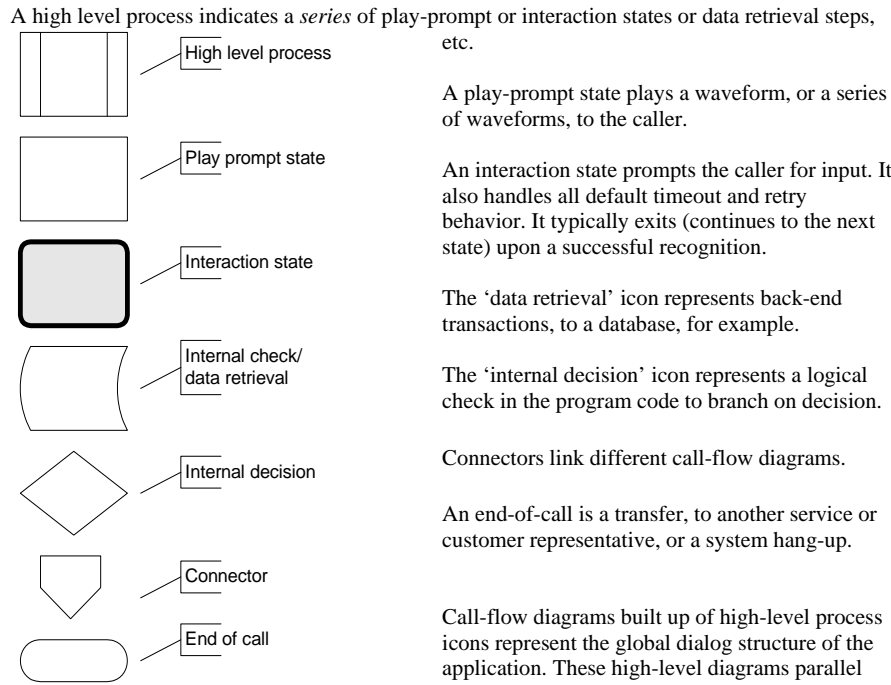 A high level process indicates a series of play-prompt or interaction states or data retrieval steps,
etc.
High level process
A play-prompt state plays a waveform, or a series
of waveforms, to the caller.
Play prompt state
An interaction state prompts the caller for input. It
also handles all default timeout and retry
behavior. It typically exits (continues to the next
state) upon a successful recognition.
Interaction state
The ‘data retrieval’ icon represents back-end
transactions, to a database, for example.
Internal check/
data retrieval
The ‘internal decision’ icon represents a logical
check in the program code to branch on decision.
Internal decision
Connectors link different call-flow diagrams.
An end-of-call is a transfer, to another service or
customer representative, or a system hang-up.
Connector
End of call
Call-flow diagrams built up of high-level process
icons represent the global dialog structure of the
application. These high-level diagrams parallel